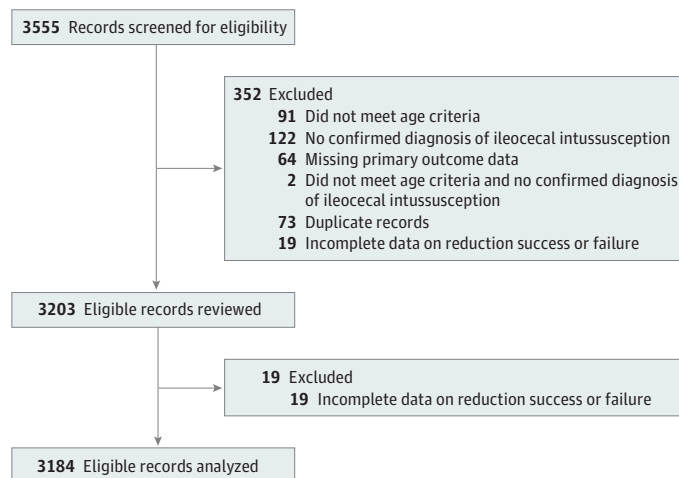 3555 Records screened for eligibility
352 Excluded
91 Did not meet age criteria
122 No confirmed diagnosis of ileocecal intussusception
64 Missing primary outcome data
2 Did not meet age criteria and no confirmed diagnosis
of ileocecal intussusception
73 Duplicate records
19 Incomplete data on reduction success or failure
3203 Eligible records reviewed
19 Excluded
19 Incomplete data on reduction success or failure
3184 Eligible records analyzed